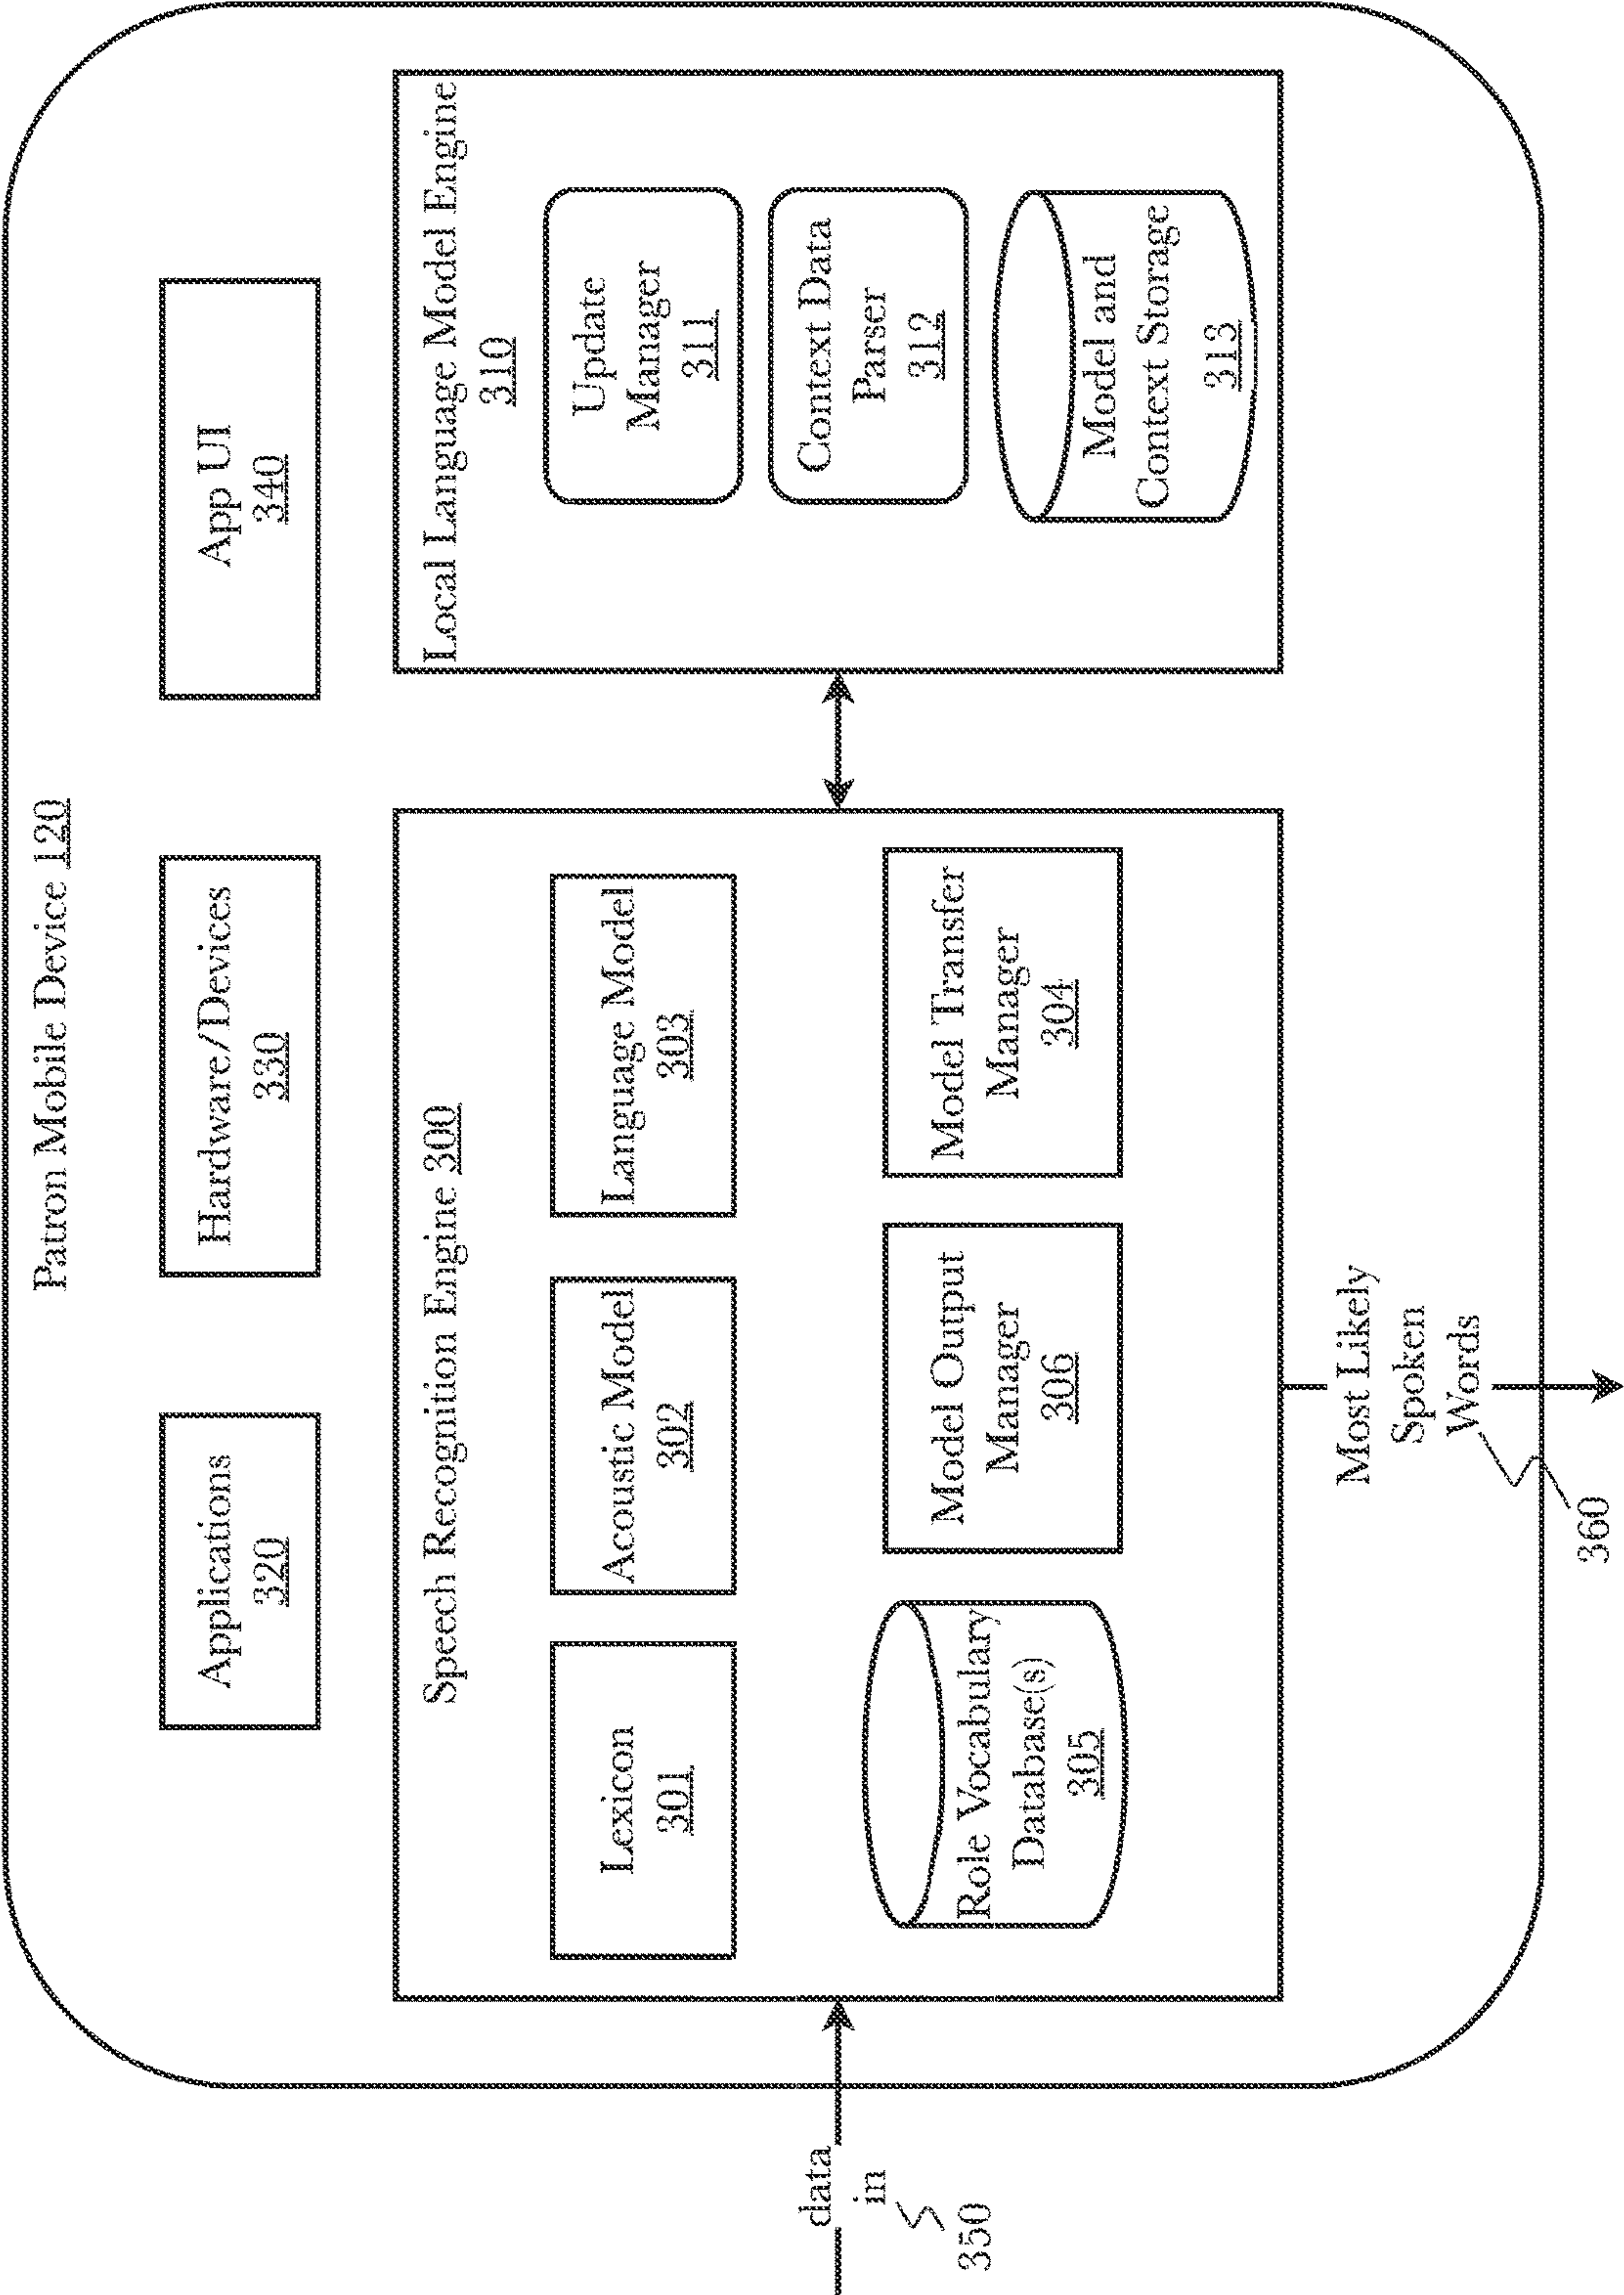 Patron Mobile Device 120
Applications
320
Hardware/Devices
330
App UI
340
Speech Recognition Engine 300
Lexicon
301
Acoustic Model
302
Language Model
303
Role Vocabulary
Database(s)
305
Model Output
Manager
306
Model Transfer
Manager
304
Local Language Model Engine
310
Update
Manager
311
Context Data
Parser
312
Model and
Context Storage
313
data
in
350
Most Likely
Spoken
Words
360